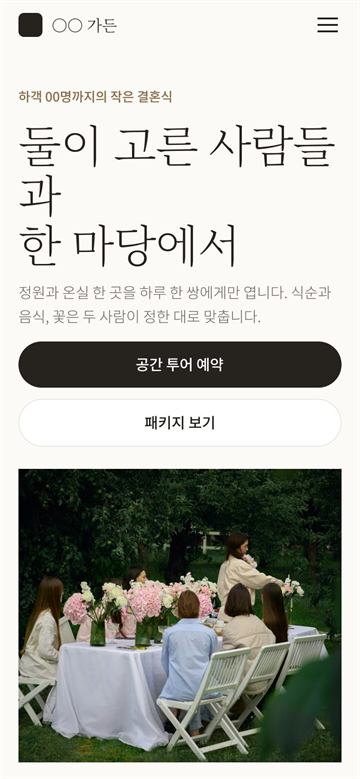 ○○ 가든
하객 00명까지의 작은 결혼식
둘이 고른 사람들
과
한 마당에서
정원과 온실 한 곳을 하루 한 쌍에게만 엽니다. 식순과
음식, 꽃은 두 사람이 정한 대로 맞춥니다.
공간 투어 예약
패키지 보기